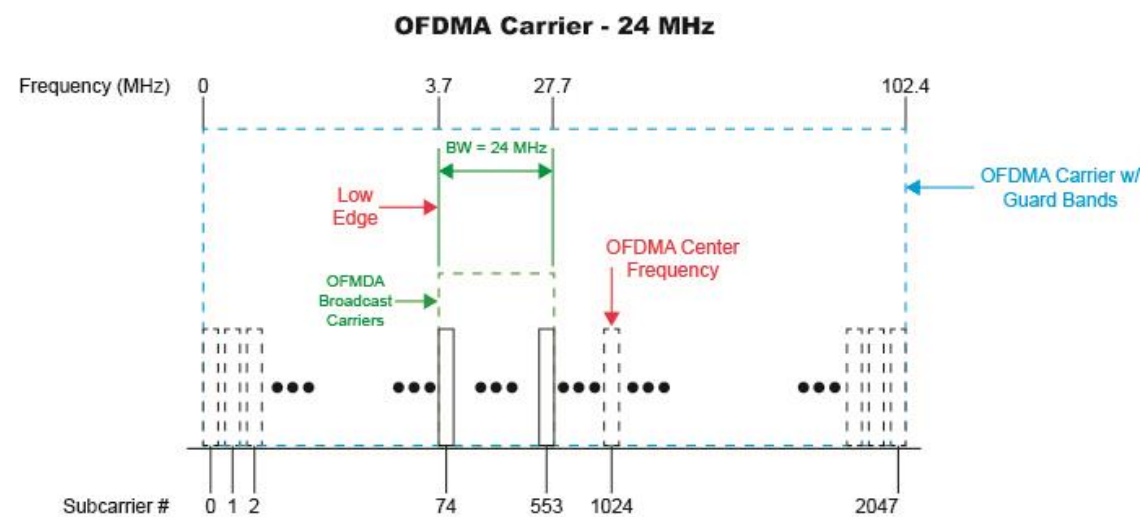 OFDMA Carrier - 24 MHz
Frequency (MHz) 0 3.7 27.7 102.4
BW = 24 MHz
Low
Edge
OFDMA Carrier w/
Guard Bands
OFDMA Center
Frequency
OFMDA
Broadcast
Carriers
Subcarrier # 0 1 2 74 553 1024 2047